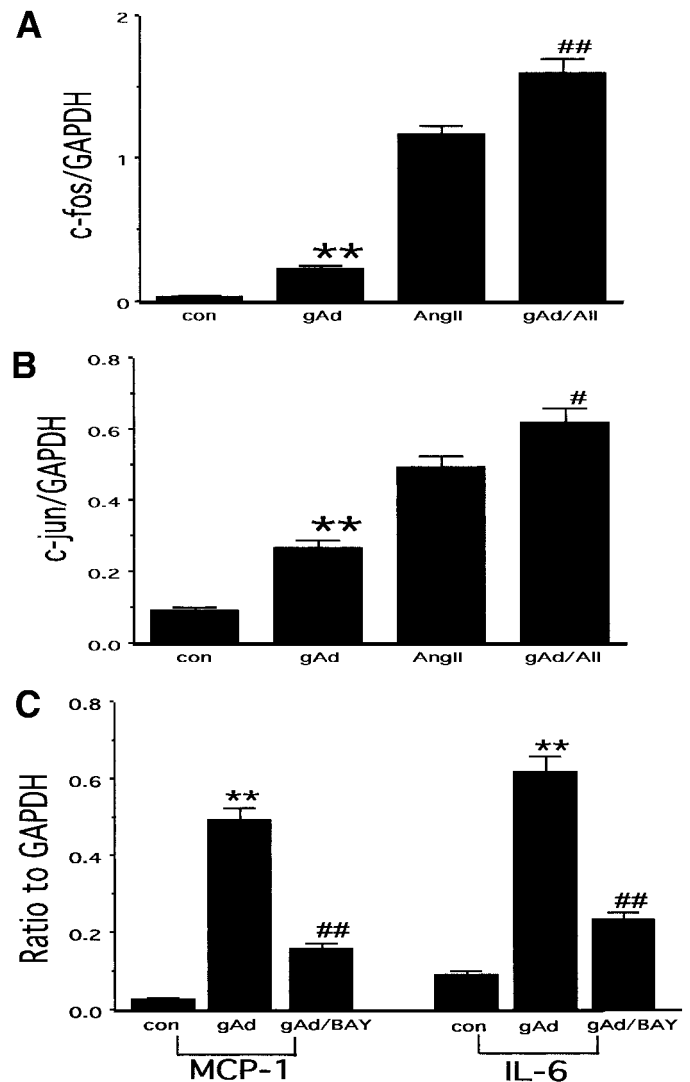 A
c-fos/GAPDH
2
1
0
**
##
con gAd AngII gAd/AII
B
c-jun/GAPDH
0.8
0.6
0.4
0.2
0.0
**
#
con gAd AngII gAd/AII
C
Ratio to GAPDH
0.8
0.6
0.4
0.2
0.0
**
##
**
##
con gAd gAd/BAY con gAd gAd/BAY
MCP-1 IL-6